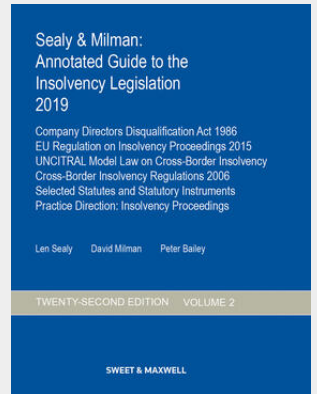 Sealy & Milman:
Annotated Guide to the
Insolvency Legislation
2019
Company Directors Disqualification Act 1986
EU Regulation on Insolvency Proceedings 2015
UNCITRAL Model Law on Cross-Border Insolvency
Cross-Border Insolvency Regulations 2006
Selected Statutes and Statutory Instruments
Practice Direction: Insolvency Proceedings
Len Sealy David Milman Peter Bailey
TWENTY-SECOND EDITION VOLUME 2
SWEET & MAXWELL